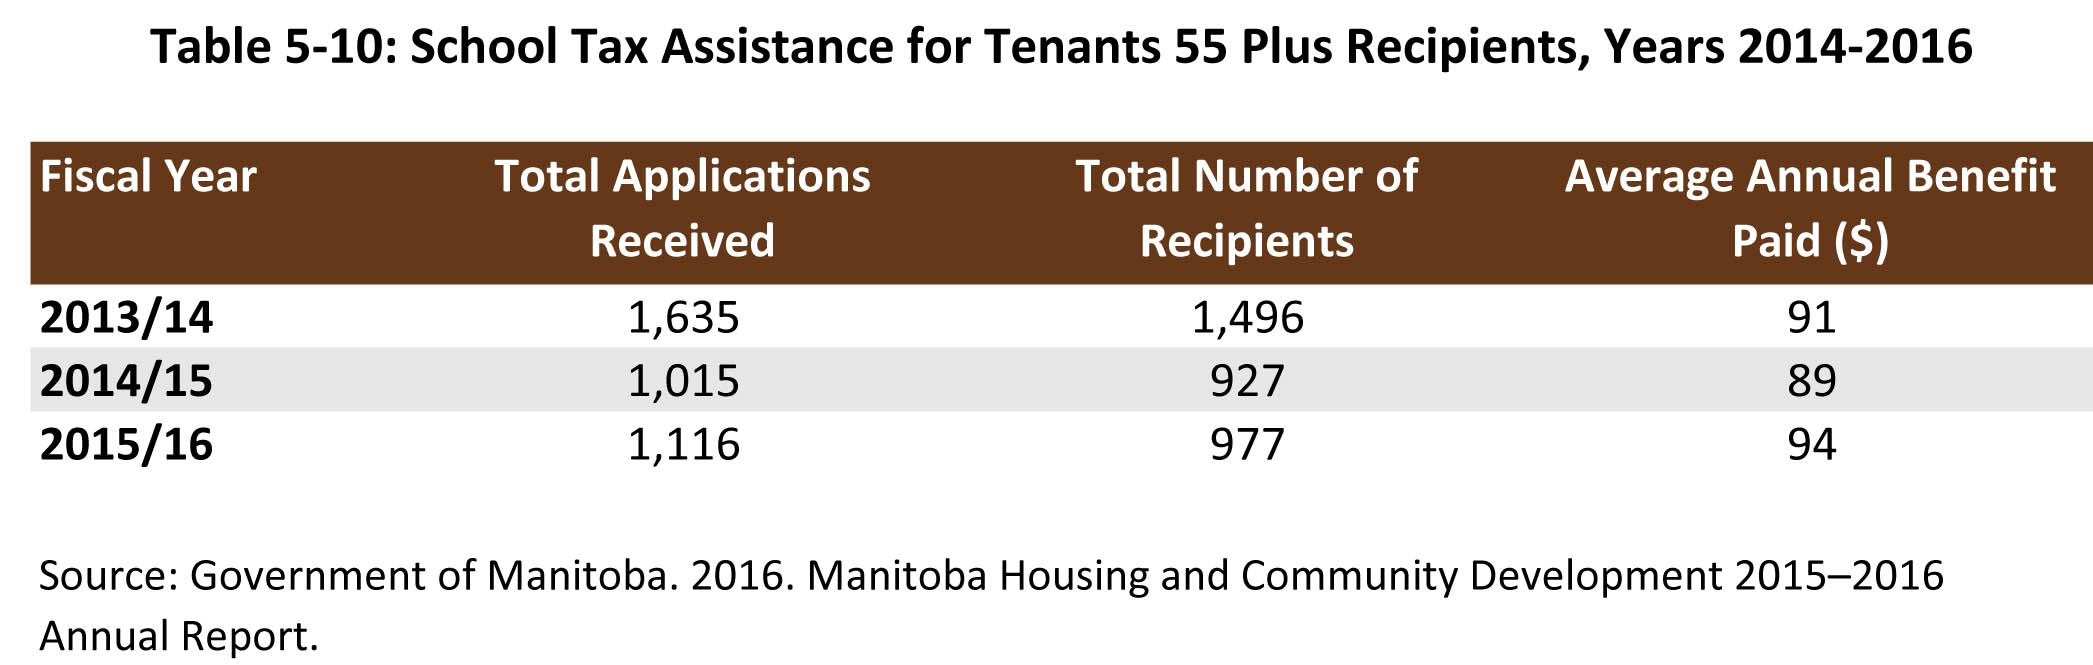 Table 5-10: School Tax Assistance for Tenants 55 Plus Recipients, Years 2014-2016
Fiscal Year Total Applications Received Total Number of Recipients Average Annual Benefit Paid ($)
2013/14 1,635 1,496 91
2014/15 1,015 927 89
2015/16 1,116 977 94
Source: Government of Manitoba. 2016. Manitoba Housing and Community Development 2015–2016
Annual Report.